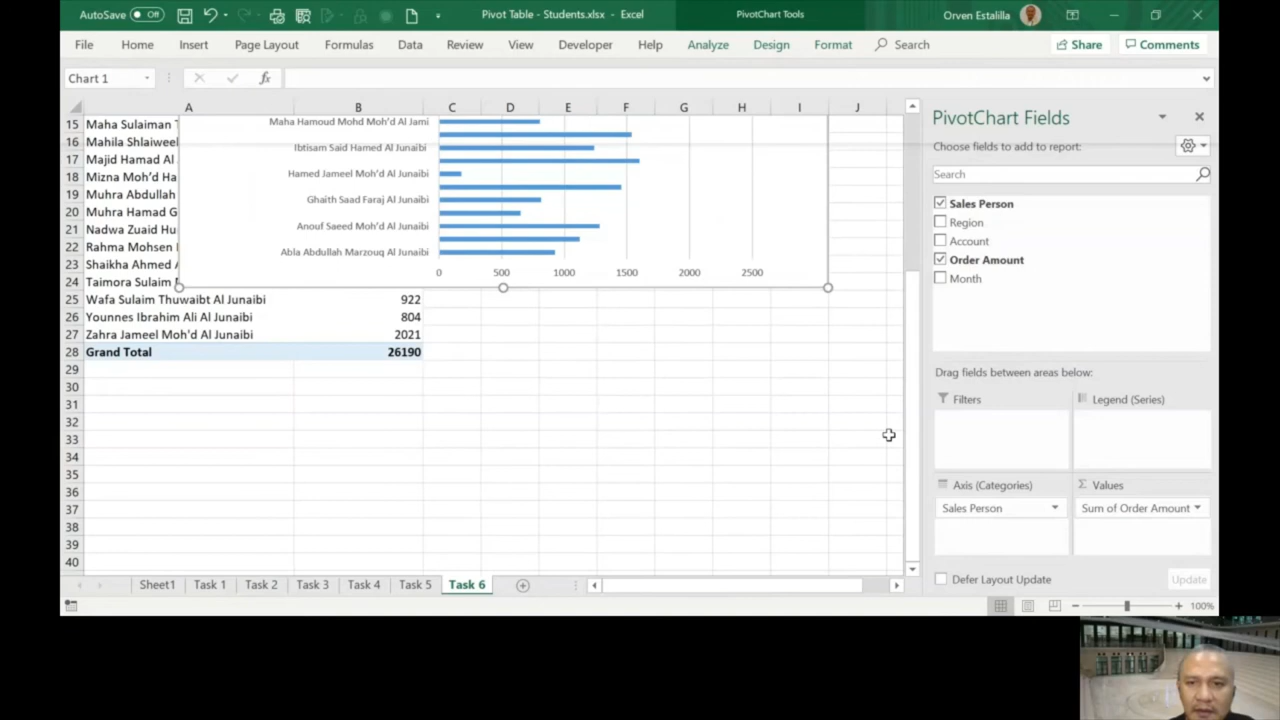 AutoSave Off Pivot Table - Students.xlsx - Excel PivotChart Tools Orven Estalilla
File Home Insert Page Layout Formulas Data Review View Developer Help Analyze Design Format Search Share Comments
Chart 1 fx
A B C D E F G H I J
15 Maha Sulaiman
16 Mahila Shlaiweel
17 Majid Hamad Al
18 Mizna Moh'd Ha
19 Muhra Abdullah
20 Muhra Hamad G
21 Nadwa Zuaid Hu
22 Rahma Mohsen
23 Shaikha Ahmed A
24 Taimora Sulaim
25 Wafa Sulaim Thuwaibt Al Junaibi 922
26 Younnes Ibrahim Ali Al Junaibi 804
27 Zahra Jameel Moh'd Al Junaibi 2021
28 Grand Total 26190
29
30
31
32
33
34
35
36
37
38
39
40
Maha Hamoud Mohd Moh'd Al Jami
Ibtisam Said Hamed Al Junaibi
Hamed Jameel Moh'd Al Junaibi
Ghaith Saad Faraj Al Junaibi
Anouf Saeed Moh'd Al Junaibi
Abla Abdullah Marzouq Al Junaibi
0 500 1000 1500 2000 2500
PivotChart Fields
Choose fields to add to report:
Search
Sales Person
Region
Account
Order Amount
Month
Drag fields between areas below:
Filters Legend (Series)
Axis (Categories) Σ Values
Sales Person Sum of Order Amount
Defer Layout Update Update
Sheet1 Task 1 Task 2 Task 3 Task 4 Task 5 Task 6
100%